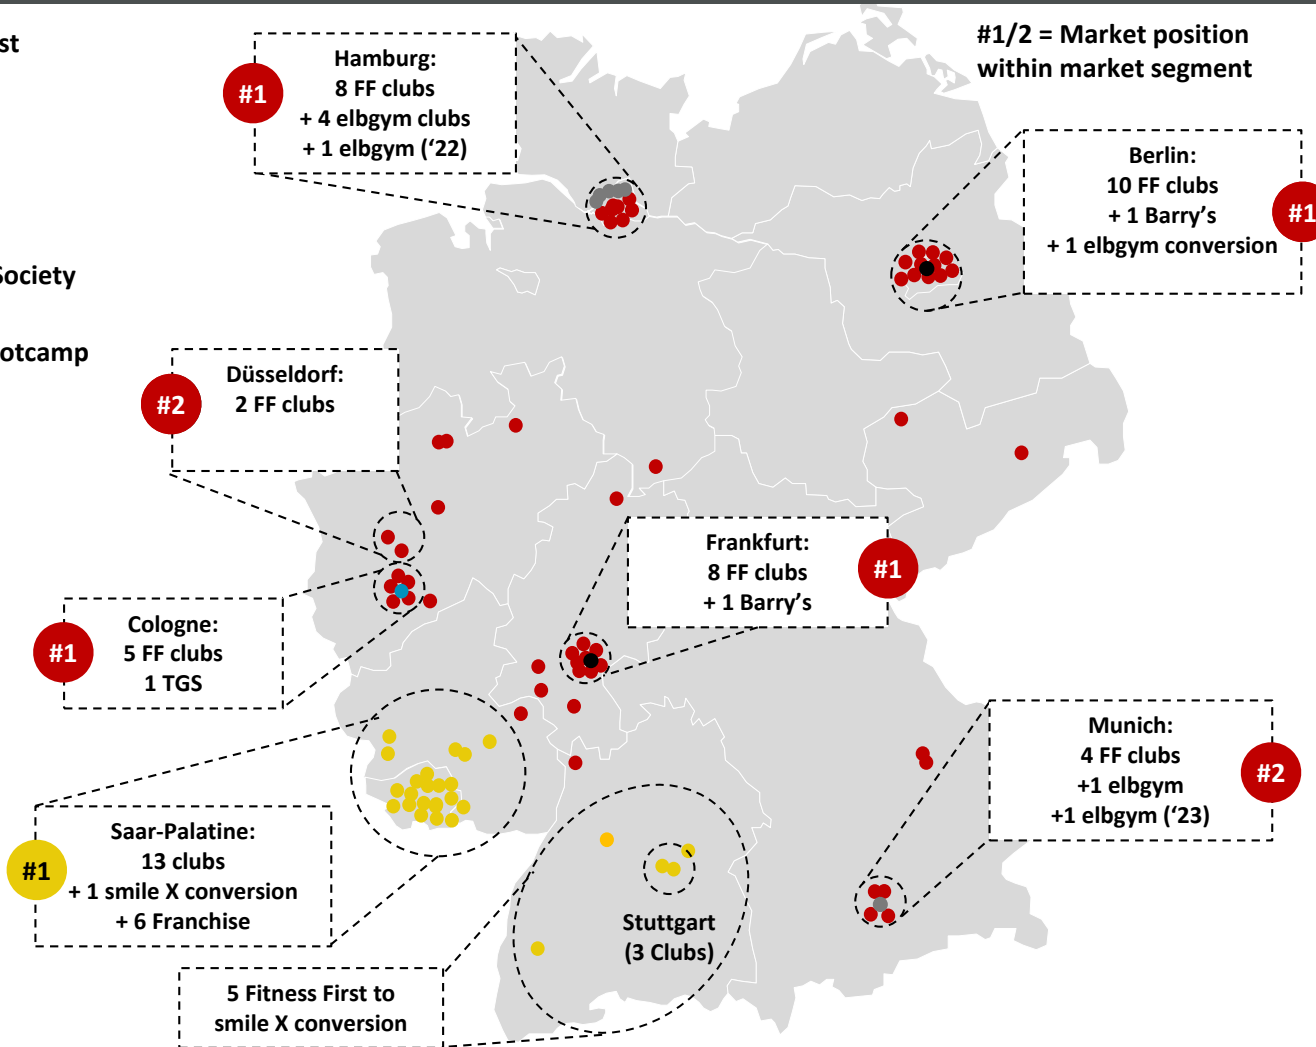 st
Society
ootcamp
#1/2 = Market position
within market segment
#1
Hamburg:
8 FF clubs
+ 4 elbgym clubs
+ 1 elbgym (‘22)
Berlin:
10 FF clubs
+ 1 Barry’s
+ 1 elbgym conversion
#1
#2
Düsseldorf:
2 FF clubs
Frankfurt:
8 FF clubs
+ 1 Barry’s
#1
#1
Cologne:
5 FF clubs
1 TGS
Munich:
4 FF clubs
+1 elbgym
+1 elbgym (‘23)
#2
#1
Saar-Palatine:
13 clubs
+ 1 smile X conversion
+ 6 Franchise
Stuttgart
(3 Clubs)
5 Fitness First to
smile X conversion